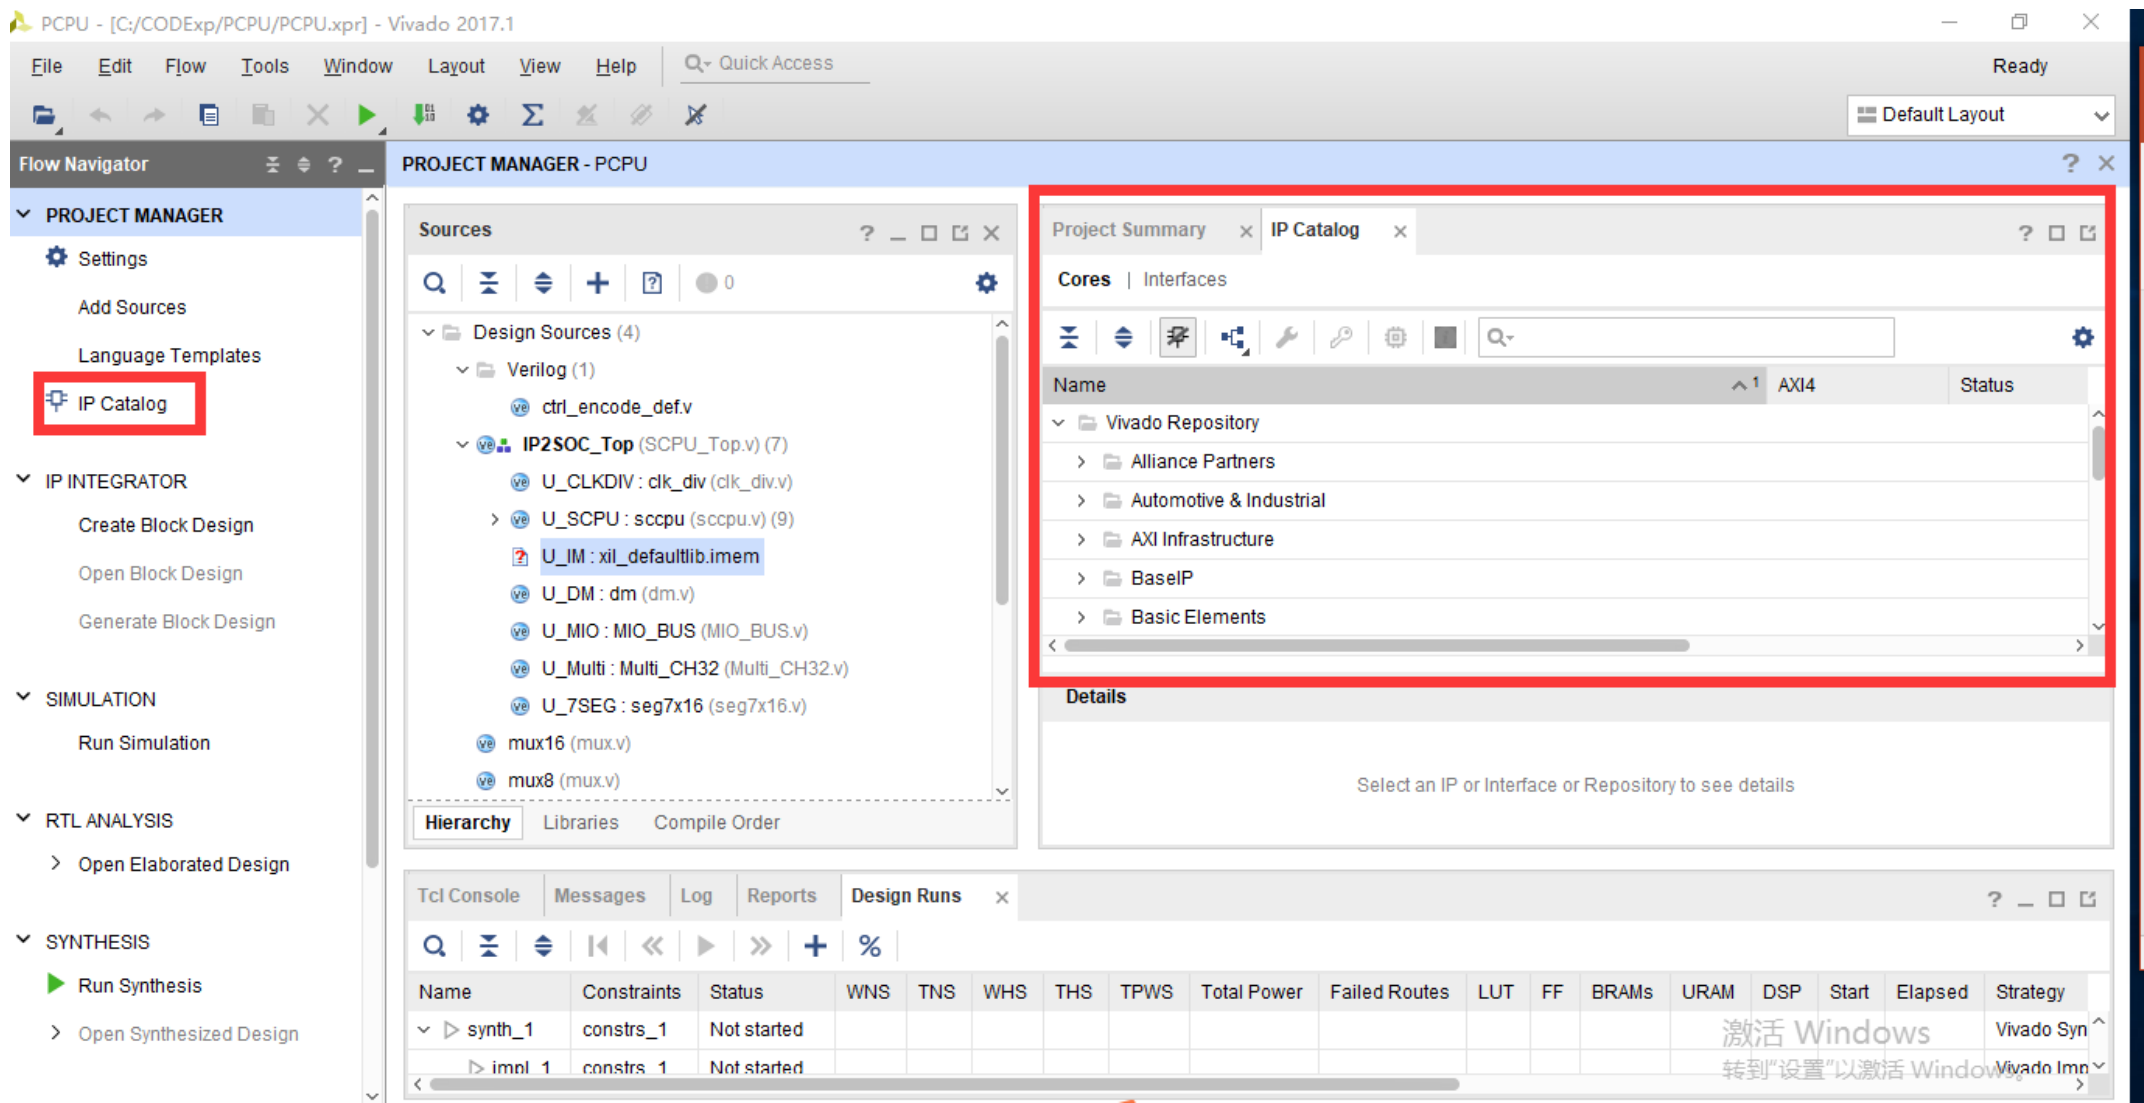 PCPU - [C:/CODExp/PCPU/PCPU.xpr] - Vivado 2017.1
File Edit Flow Tools Window Layout View Help Quick Access Ready
Default Layout
Flow Navigator
PROJECT MANAGER
Settings
Add Sources
Language Templates
IP Catalog
IP INTEGRATOR
Create Block Design
Open Block Design
Generate Block Design
SIMULATION
Run Simulation
RTL ANALYSIS
Open Elaborated Design
SYNTHESIS
Run Synthesis
Open Synthesized Design
PROJECT MANAGER - PCPU
Sources
0
Design Sources (4)
Verilog (1)
ctrl_encode_def.v
IP2SOC_Top (SCPU_Top.v) (7)
U_CLKDIV : clk_div (clk_div.v)
U_SCPU : sccpu (sccpu.v) (9)
U_IM : xil_defaultlib.imem
U_DM : dm (dm.v)
U_MIO : MIO_BUS (MIO_BUS.v)
U_Multi : Multi_CH32 (Multi_CH32.v)
U_7SEG : seg7x16 (seg7x16.v)
mux16 (mux.v)
mux8 (mux.v)
Hierarchy Libraries Compile Order
Project Summary IP Catalog
Cores | Interfaces
Name 1 AXI4 Status
Vivado Repository
Alliance Partners
Automotive & Industrial
AXI Infrastructure
BaseIP
Basic Elements
Details
Select an IP or Interface or Repository to see details
Tcl Console Messages Log Reports Design Runs
Name Constraints Status WNS TNS WHS THS TPWS Total Power Failed Routes LUT FF BRAMs URAM DSP Start Elapsed Strategy
synth_1 constrs_1 Not started Vivado Syn
impl_1 constrs_1 Not started Vivado Imp
激活 Windows
转到"设置"以激活 Windows。